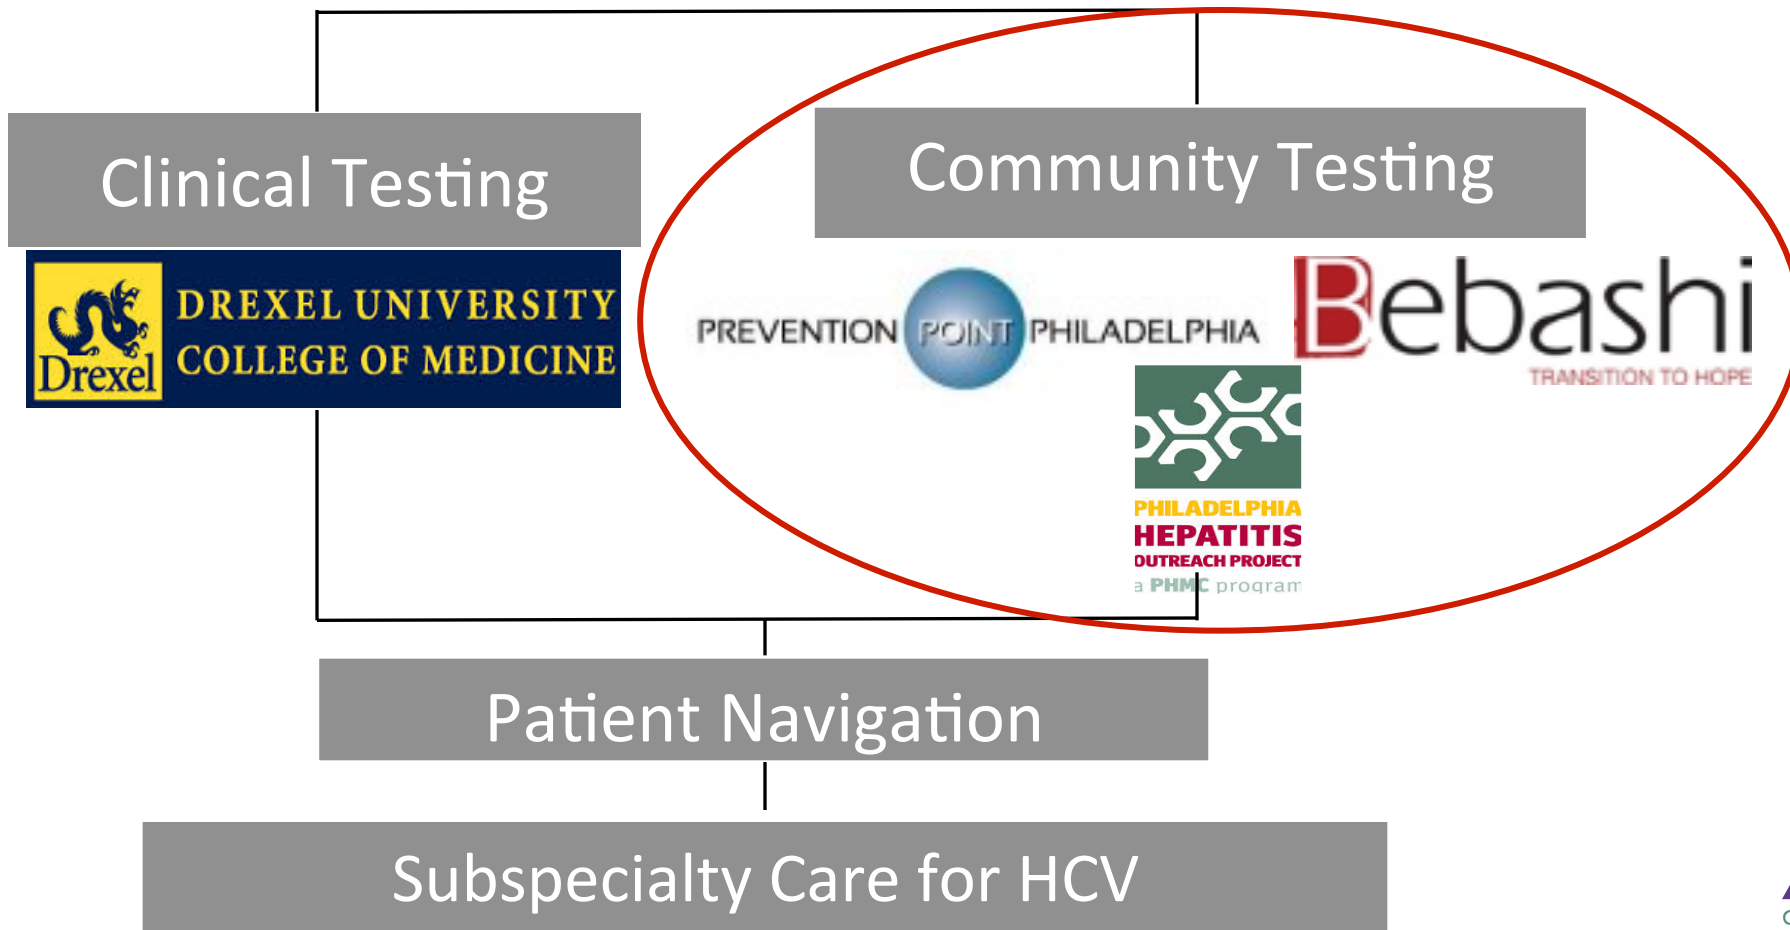 Clinical Testing
Community Testing
Drexel
DREXEL UNIVERSITY
COLLEGE OF MEDICINE
PREVENTION POINT PHILADELPHIA
Bebashi
TRANSITION TO HOPE
PHILADELPHIA
HEPATITIS
OUTREACH PROJECT
a PHMC program
Patient Navigation
Subspecialty Care for HCV